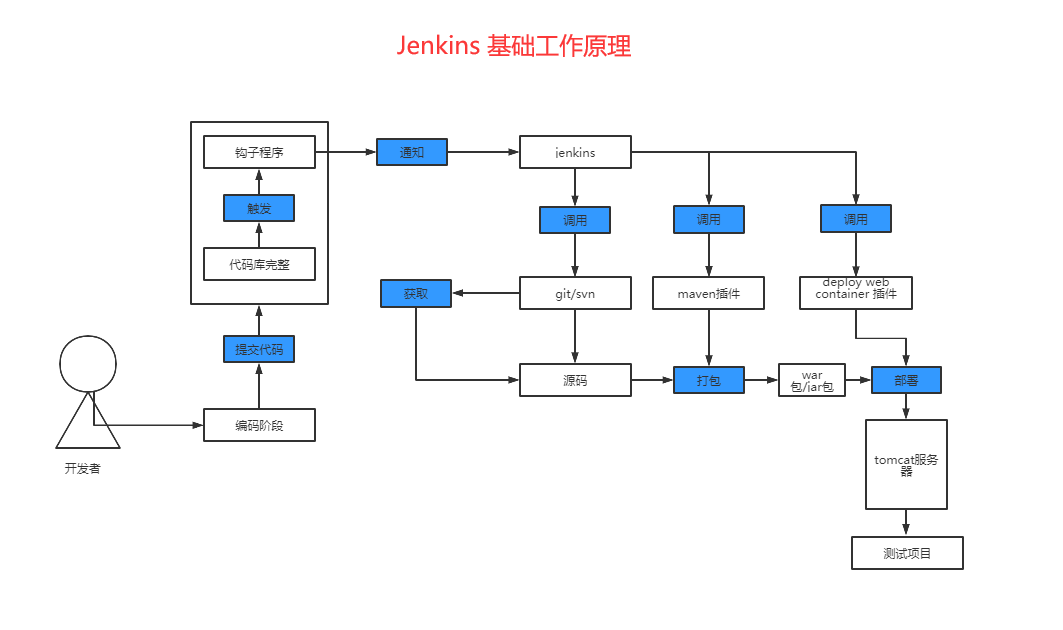 Jenkins 基础工作原理
钩子程序
通知
jenkins
触发
调用
调用
调用
代码库完整
获取
git/svn
maven插件
deploy web
container 插件
提交代码
源码
打包
war
包/jar包
部署
编码阶段
开发者
tomcat服务
器
测试项目